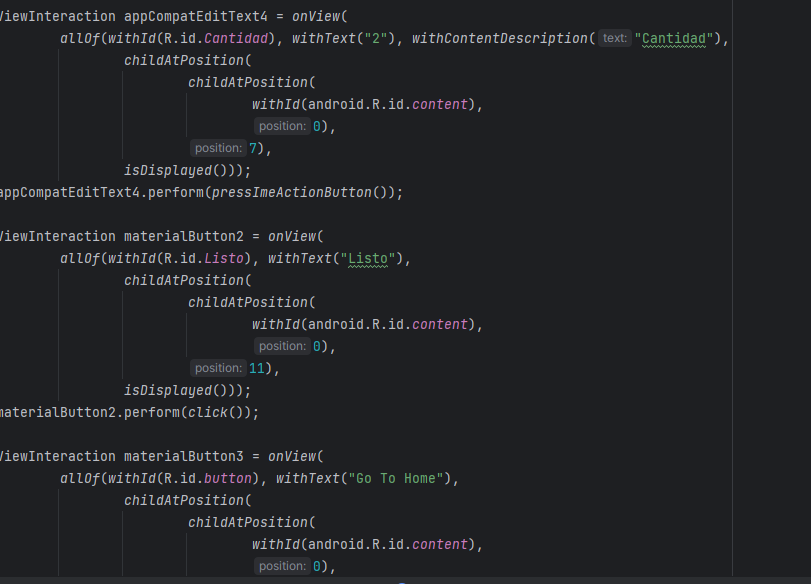 ViewInteraction appCompatEditText4 = onView(
allOf(withId(R.id.Cantidad), withText("2"), withContentDescription( text: "Cantidad"),
childAtPosition(
childAtPosition(
withId(android.R.id.content),
position: 0),
position: 7),
isDisplayed()));
appCompatEditText4.perform(pressImeActionButton());
ViewInteraction materialButton2 = onView(
allOf(withId(R.id.Listo), withText("Listo"),
childAtPosition(
childAtPosition(
withId(android.R.id.content),
position: 0),
position: 11),
isDisplayed()));
materialButton2.perform(click());
ViewInteraction materialButton3 = onView(
allOf(withId(R.id.button), withText("Go To Home"),
childAtPosition(
childAtPosition(
withId(android.R.id.content),
position: 0),